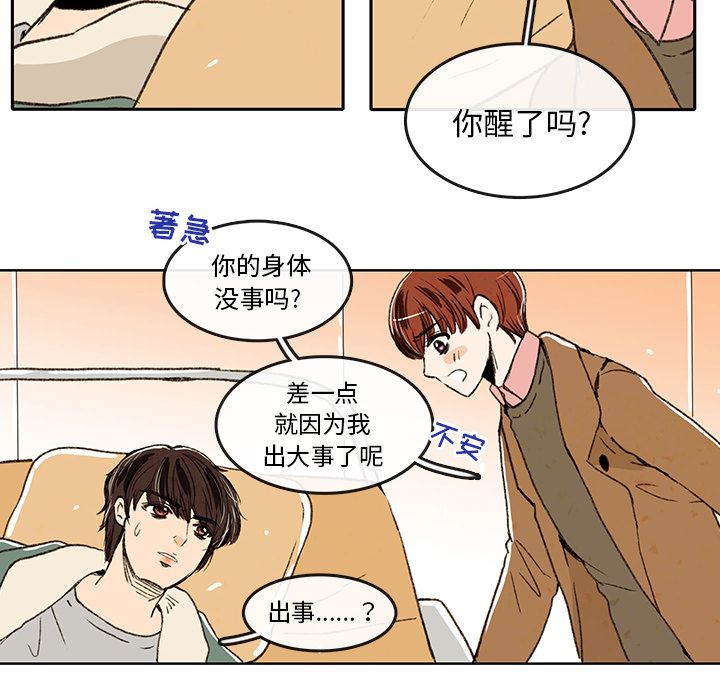 你醒了吗?
著急
你的身体
没事吗?
差一点
就因为我
出大事了呢
不安
出事......？